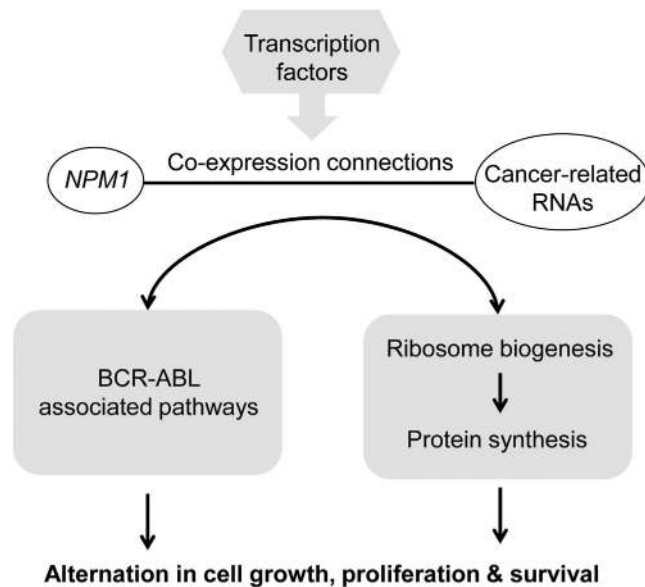 Transcription
factors
Co-expression connections
NPM1
Cancer-related
RNAs
BCR-ABL
associated pathways
Ribosome biogenesis
Protein synthesis
Alternation in cell growth, proliferation & survival